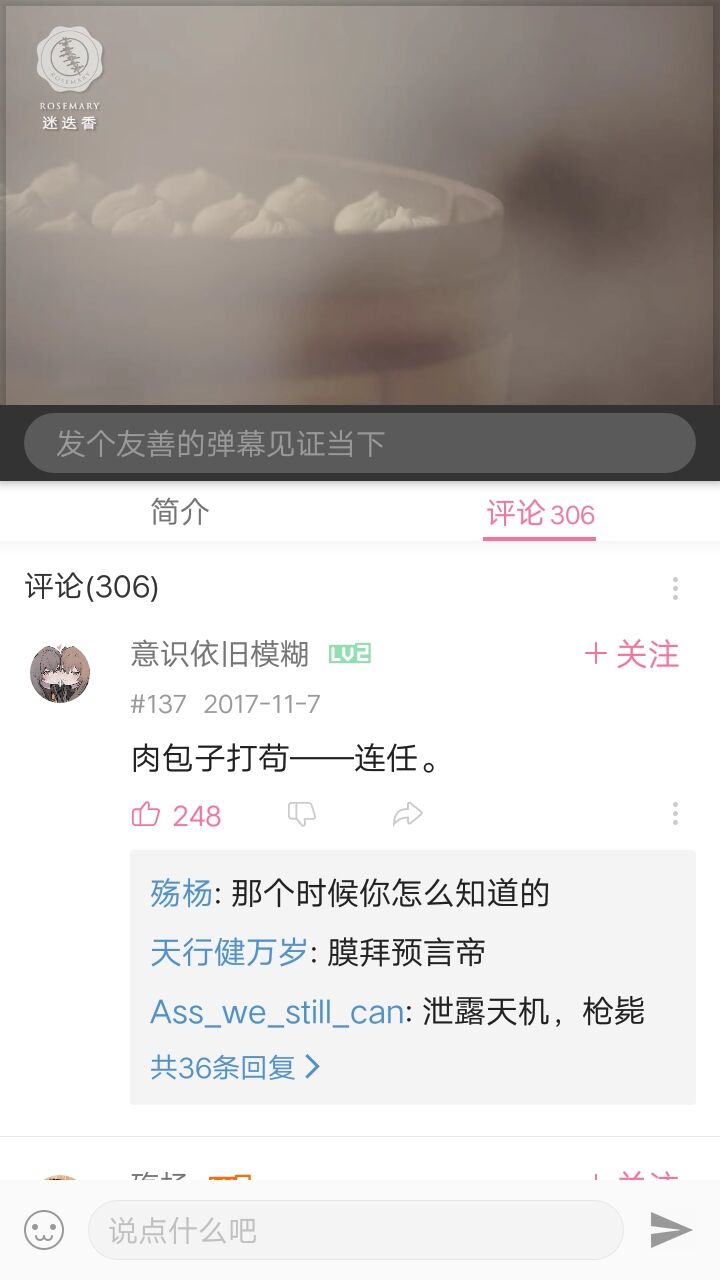 ROSEMARY
迷迭香
发个友善的弹幕见证当下
简介
评论306
评论(306)
意识依旧模糊 LV2
+ 关注
#137 2017-11-7
肉包子打苟——连任。
248
殇杨: 那个时候你怎么知道的
天行健万岁: 膜拜预言帝
Ass_we_still_can: 泄露天机，枪毙
共36条回复 >
说点什么吧